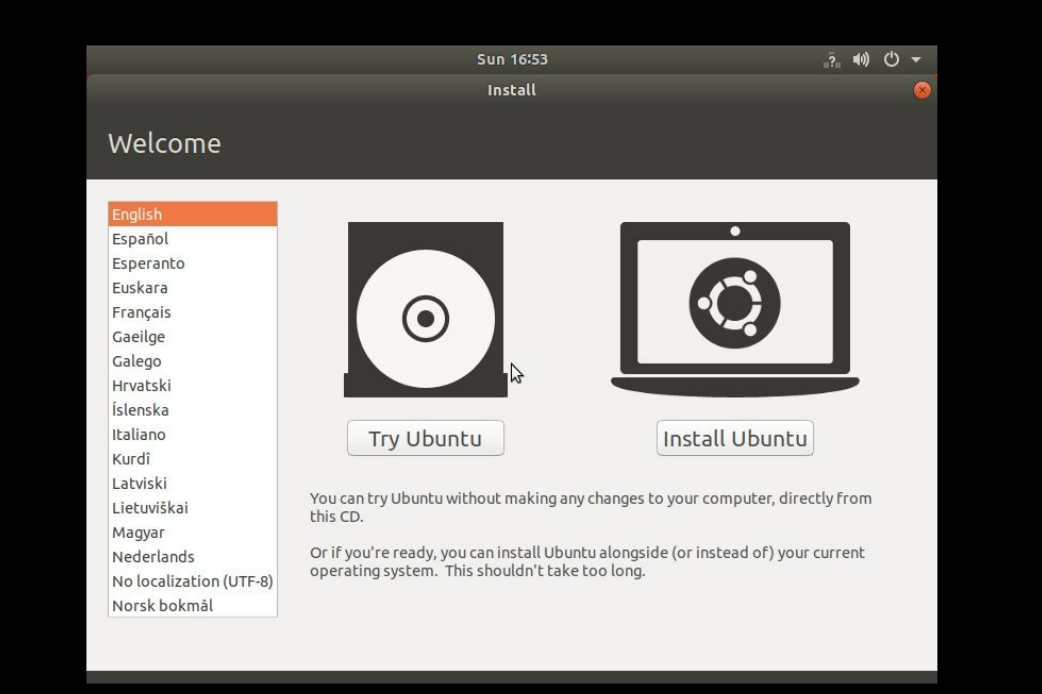 Sun 16:53
?
Install
Welcome
English
Español
Esperanto
Euskara
Français
Gaeilge
Galego
Hrvatski
Íslenska
Italiano
Kurdî
Latviski
Lietuviškai
Magyar
Nederlands
No localization (UTF-8)
Norsk bokmål
Try Ubuntu
Install Ubuntu
You can try Ubuntu without making any changes to your computer, directly from
this CD.
Or if you're ready, you can install Ubuntu alongside (or instead of) your current
operating system.  This shouldn't take too long.